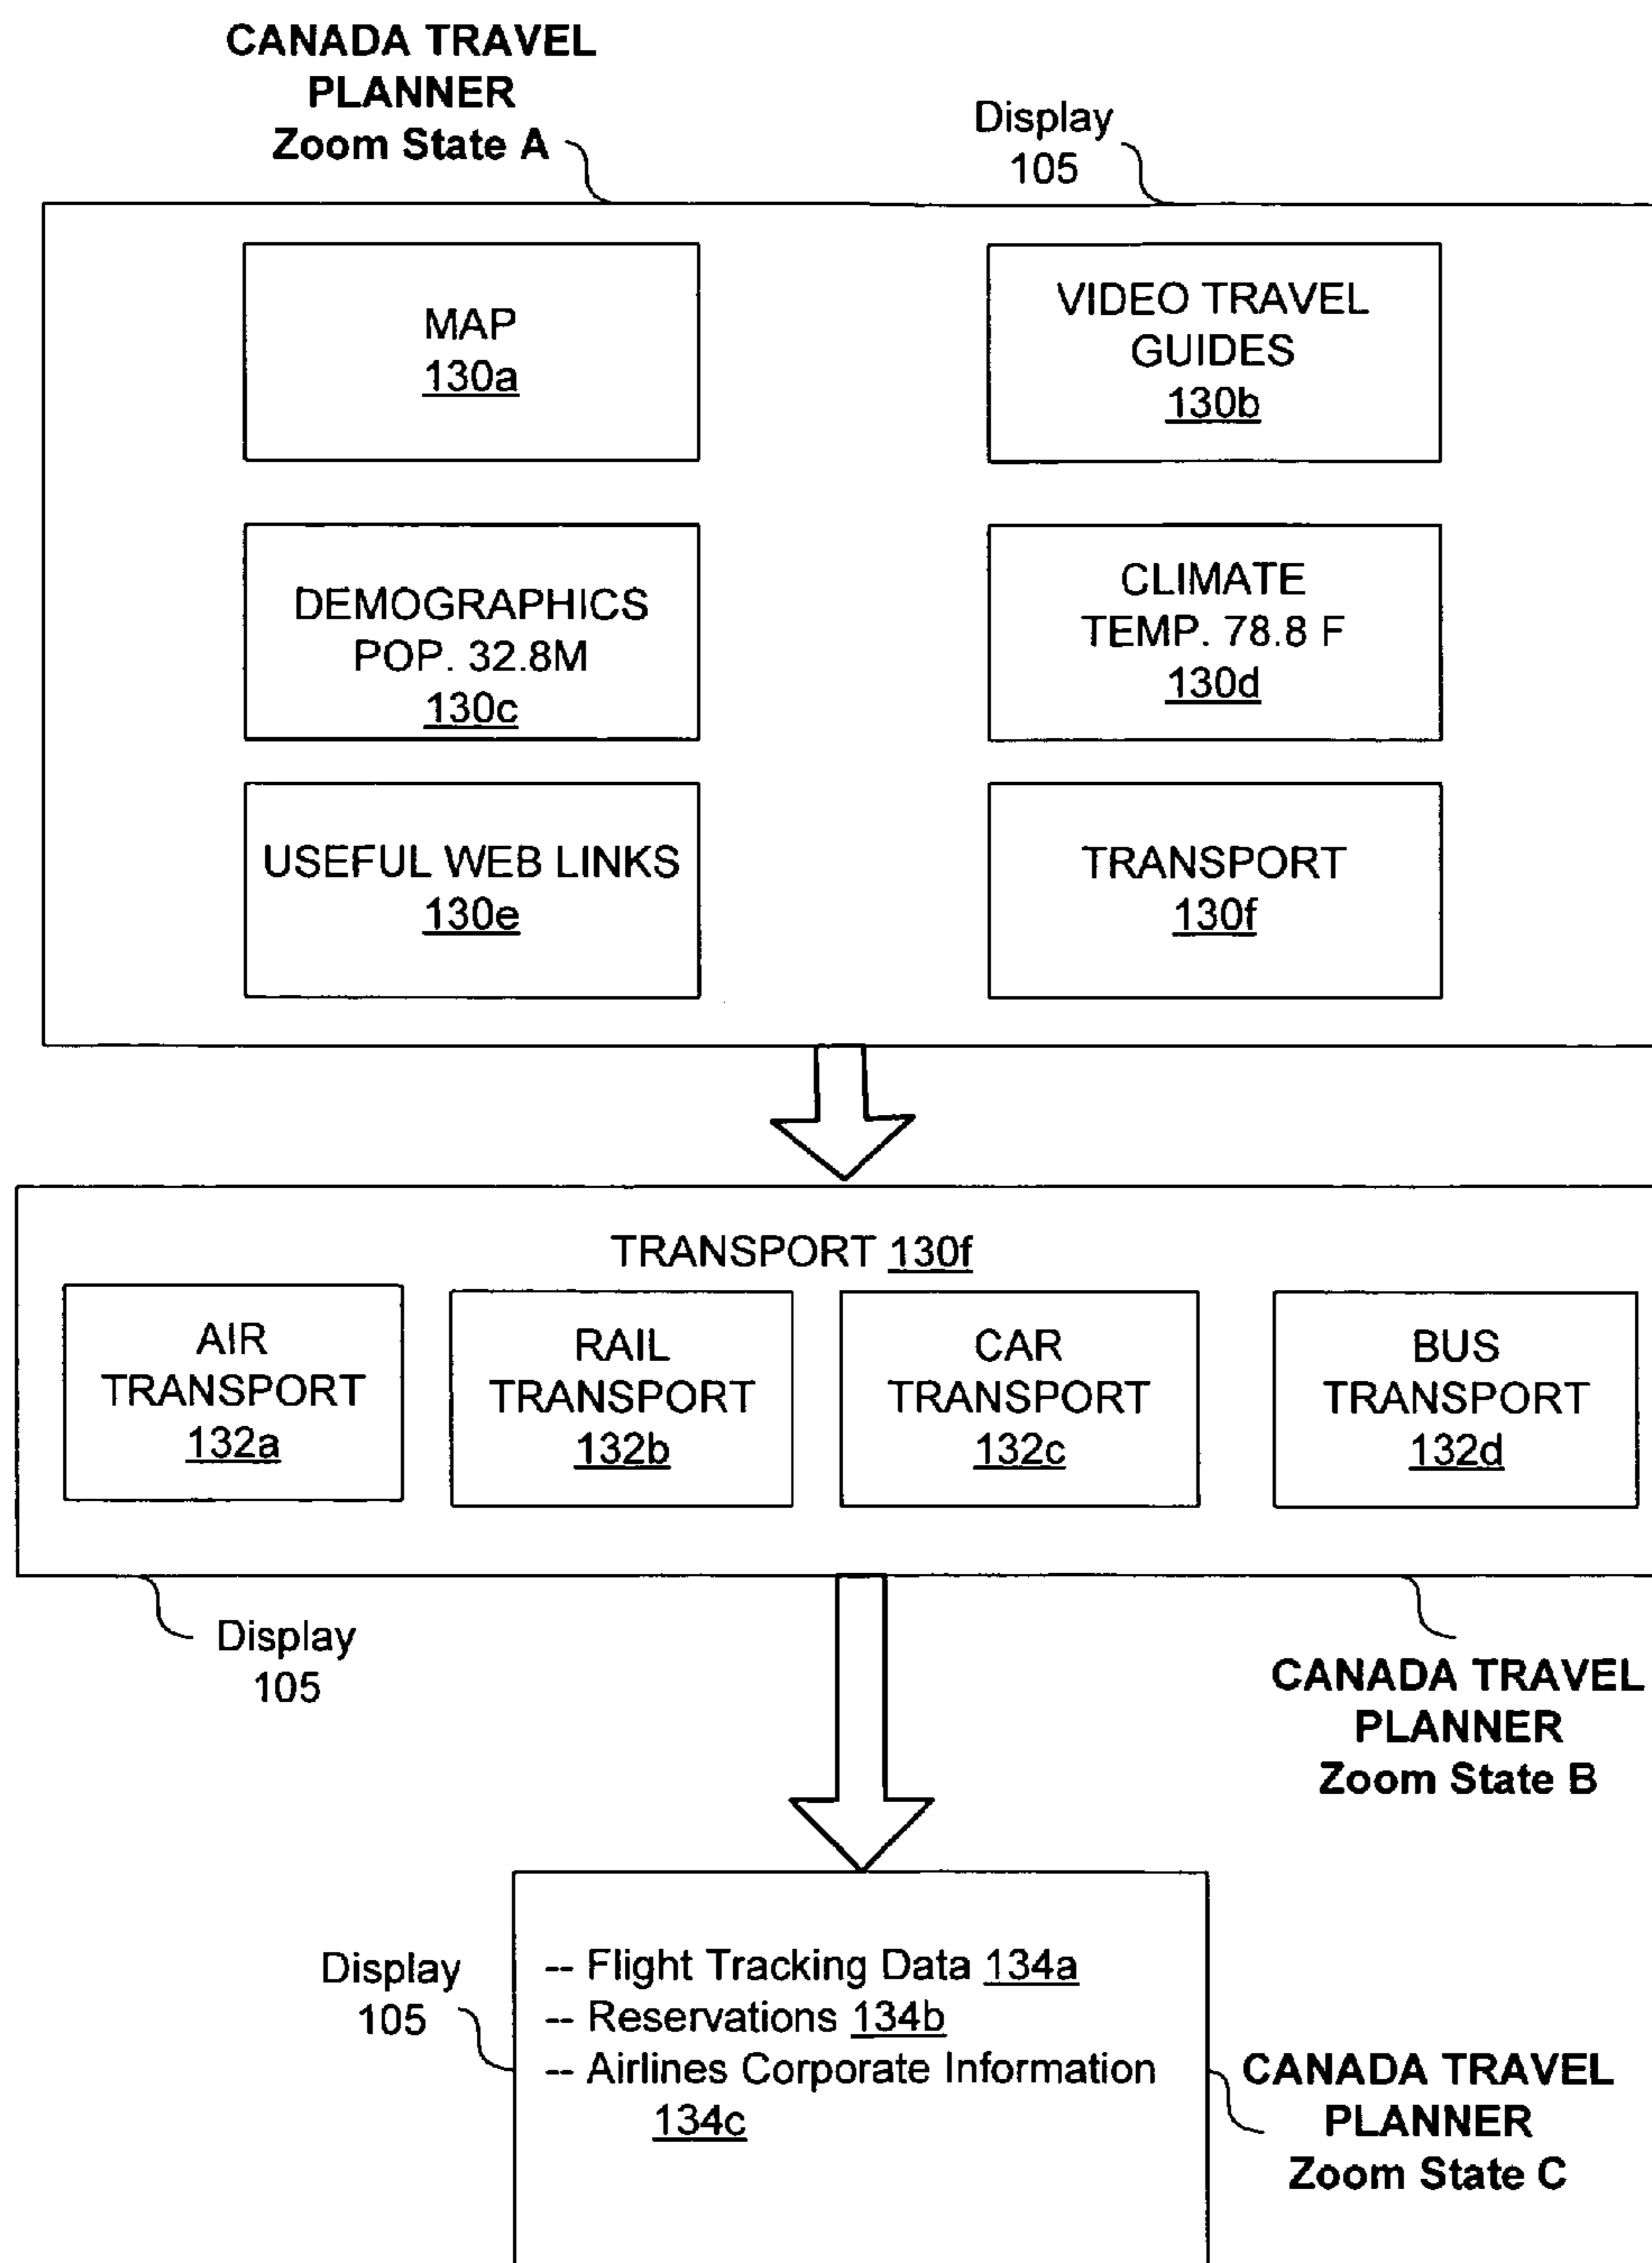 CANADA TRAVEL
PLANNER
Zoom State A
Display
105
MAP
130a
VIDEO TRAVEL
GUIDES
130b
DEMOGRAPHICS
POP. 32.8M
130c
CLIMATE
TEMP. 78.8 F
130d
USEFUL WEB LINKS
130e
TRANSPORT
130f
TRANSPORT 130f
AIR
TRANSPORT
132a
RAIL
TRANSPORT
132b
CAR
TRANSPORT
132c
BUS
TRANSPORT
132d
Display
105
CANADA TRAVEL
PLANNER
Zoom State B
Display
105
-- Flight Tracking Data 134a
-- Reservations 134b
-- Airlines Corporate Information
134c
CANADA TRAVEL
PLANNER
Zoom State C